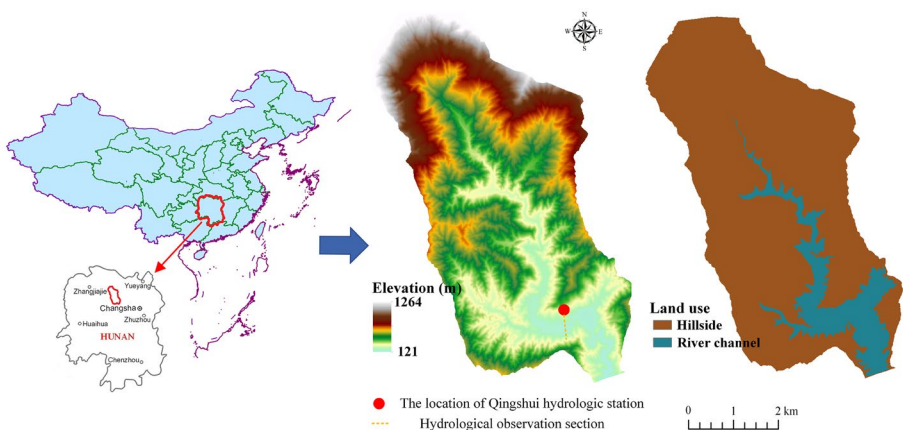 N
W
E
S
Zhangjiajie
Yueyang
Changsha
Zhuzhou
Huaihua
HUNAN
Chenzhou
Elevation (m)
1264
121
Land use
Hillside
River channel
The location of Qingshui hydrologic station
Hydrological observation section
0 1 2 km